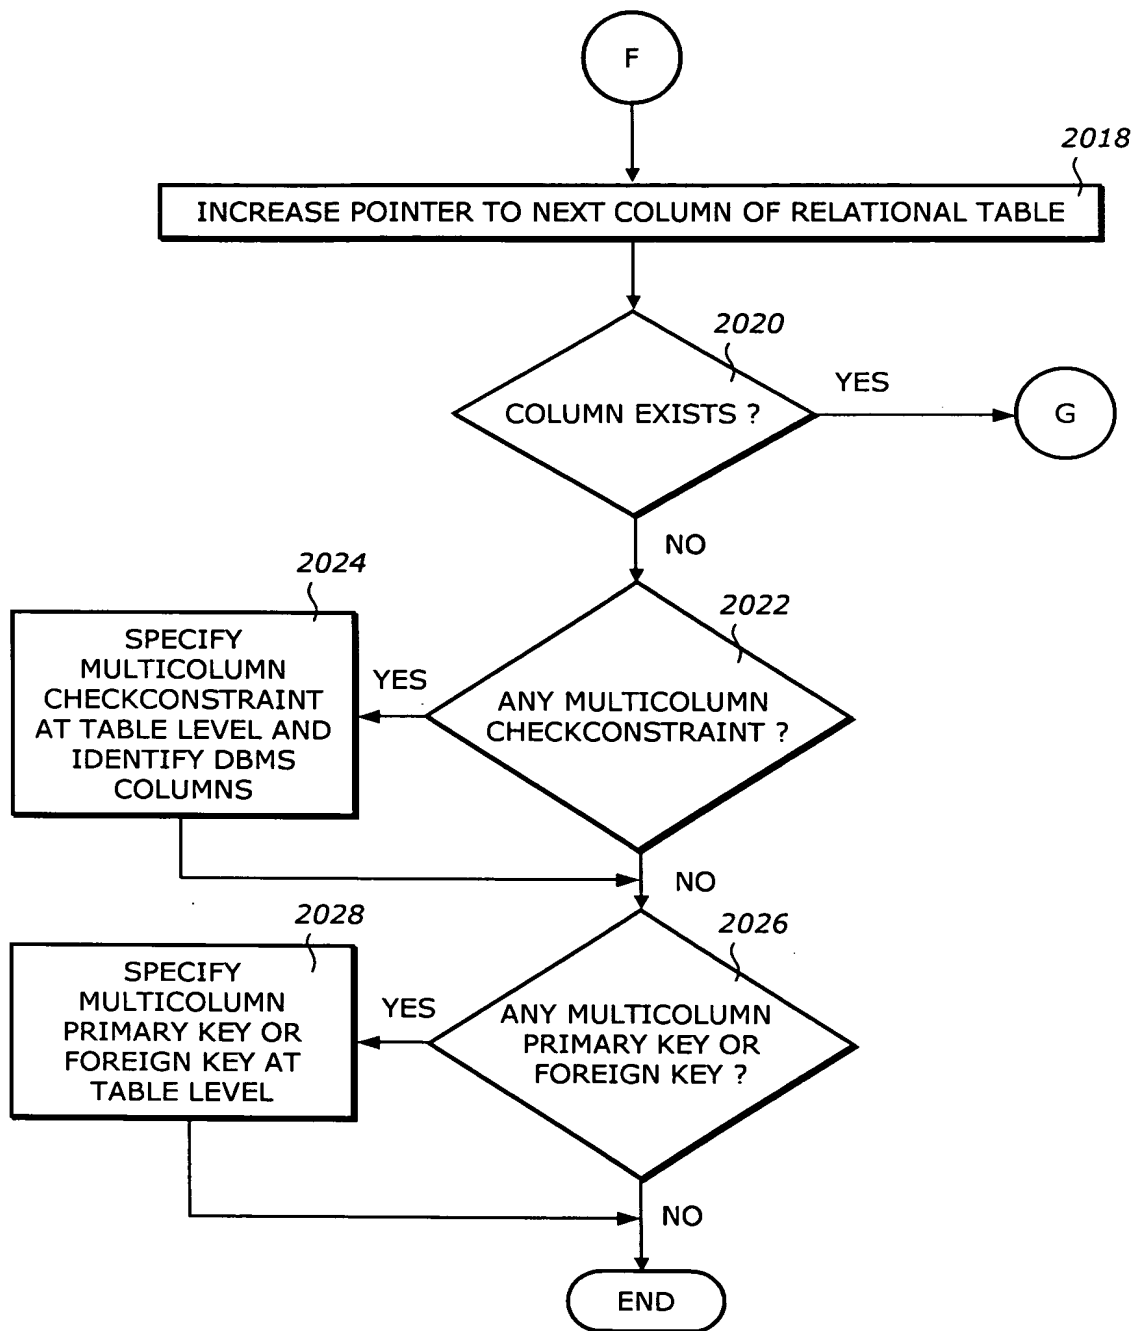 F
2018
INCREASE POINTER TO NEXT COLUMN OF RELATIONAL TABLE
2020
COLUMN EXISTS ?
YES
G
NO
2024
SPECIFY
MULTICOLUMN
CHECKCONSTRAINT
AT TABLE LEVEL AND
IDENTIFY DBMS
COLUMNS
YES
2022
ANY MULTICOLUMN
CHECKCONSTRAINT ?
NO
2028
SPECIFY
MULTICOLUMN
PRIMARY KEY OR
FOREIGN KEY AT
TABLE LEVEL
YES
2026
ANY MULTICOLUMN
PRIMARY KEY OR
FOREIGN KEY ?
NO
END